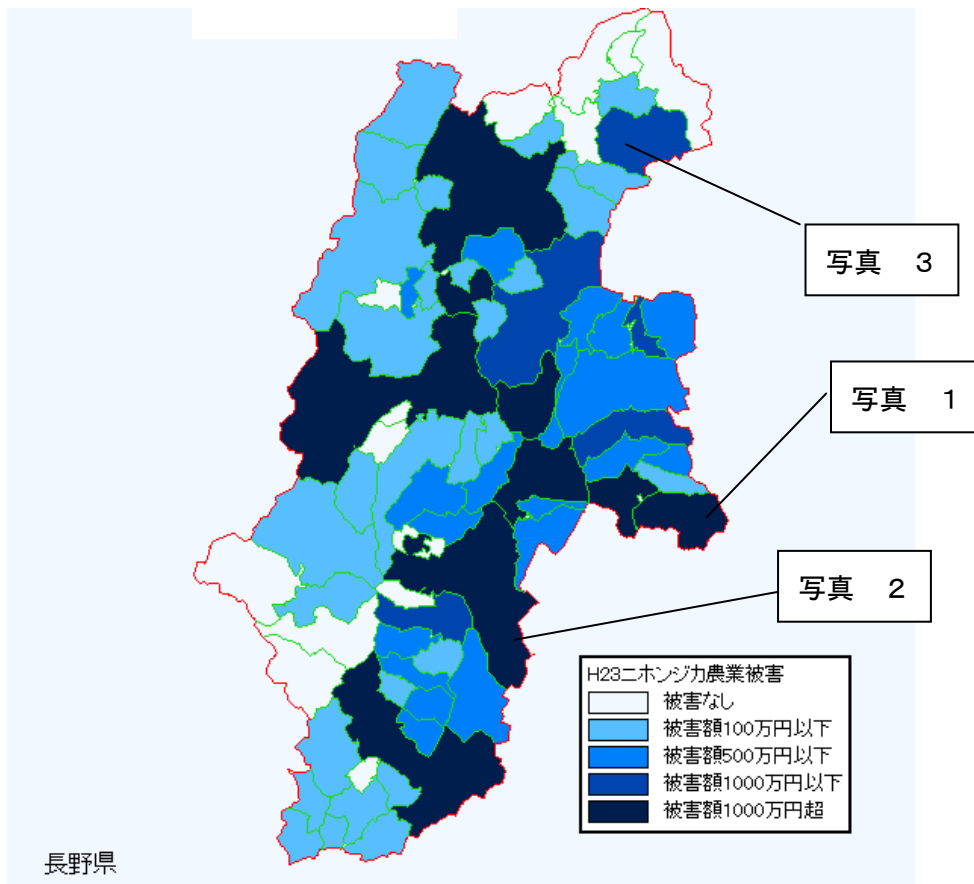 写真　3
写真　1
写真　2
H23ニホンジカ農業被害
被害なし
被害額100万円以下
被害額500万円以下
被害額1000万円以下
被害額1000万円超
長野県